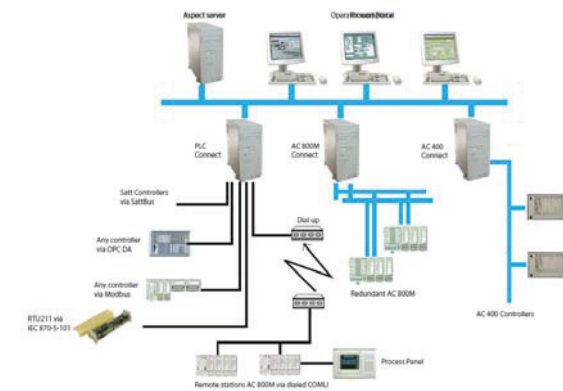 Aspect server
PLC
Connect
AC 800M
Connect
AC 400
Connect
Satt Controllers
via SattBus
Dial up
Any controller
via OPC DA
Any controller
via Modbus
Redundant AC 800M
RTU211 via
IEC 870-5-101
AC 400 Controllers
Process Panel
Remote stations AC 800M via dialed COMLI